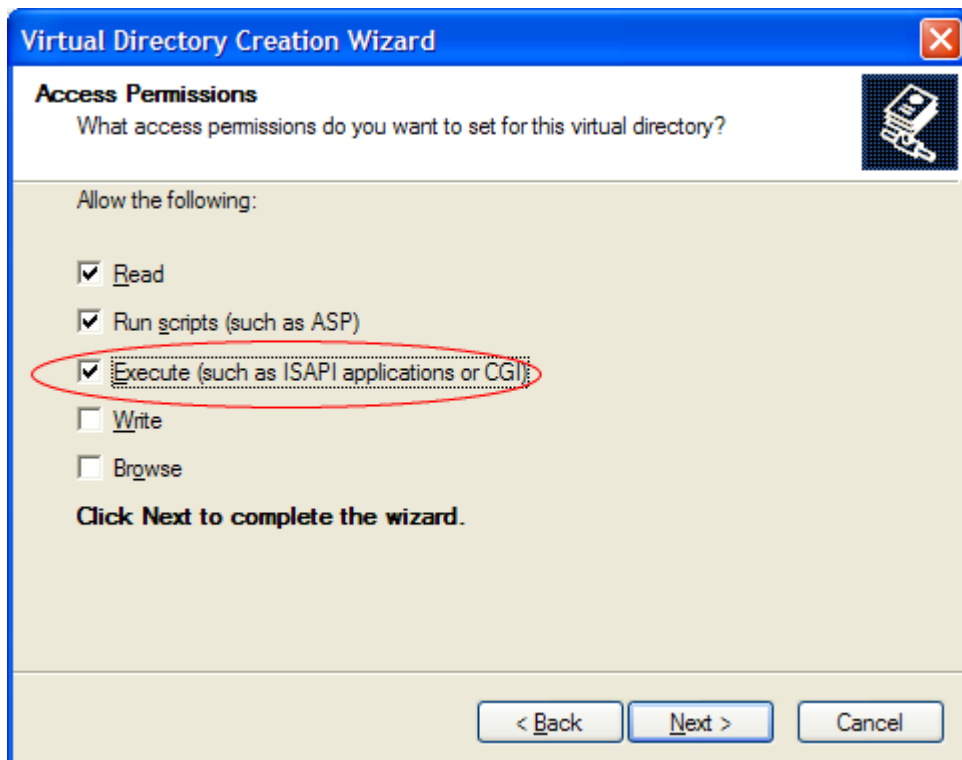 Virtual Directory Creation Wizard
Access Permissions
What access permissions do you want to set for this virtual directory?
Allow the following:
Read
Run scripts (such as ASP)
Execute (such as ISAPI applications or CGI)
Write
Browse
Click Next to complete the wizard.
< Back Next > Cancel